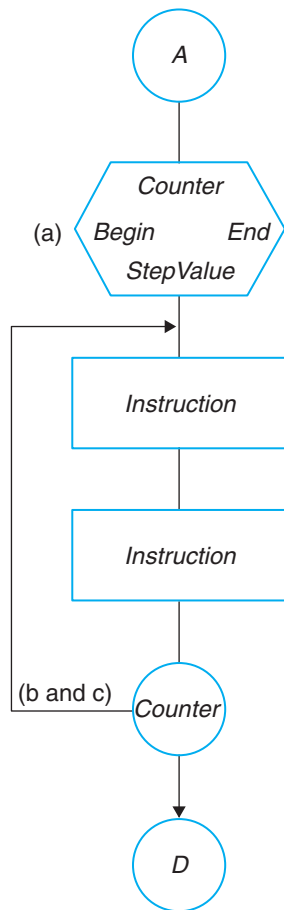 A
Counter
(a) Begin End
StepValue
Instruction
Instruction
(b and c)
Counter
D